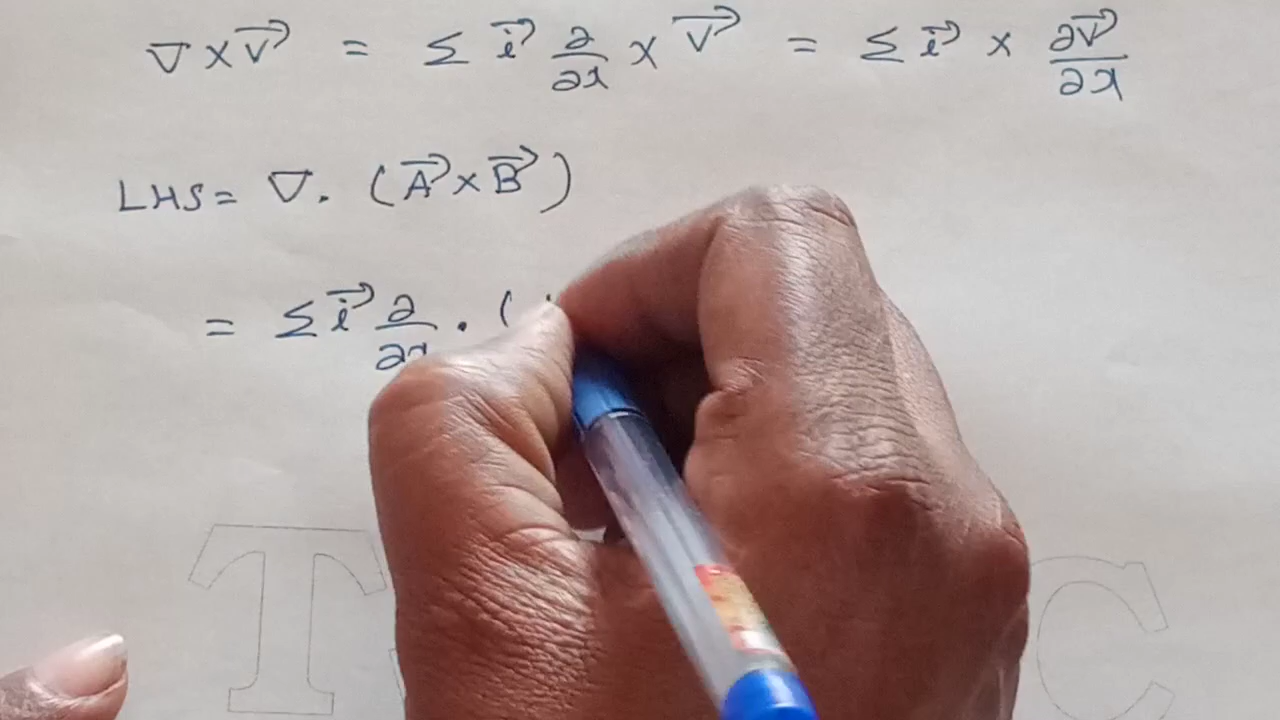 ∇ × v⃗ = Σ i⃗ ∂/∂x × v⃗ = Σ i⃗ × ∂v⃗/∂x
LHS = ∇ . (A⃗ × B⃗)
= Σ i⃗ ∂/∂x . (
T C